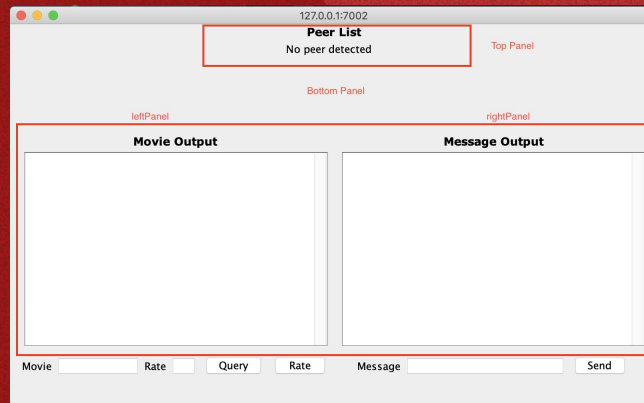 127.0.0.1:7002
Peer List
No peer detected
Top Panel
Bottom Panel
leftPanel
rightPanel
Movie Output
Message Output
Movie
Rate
Query
Rate
Message
Send